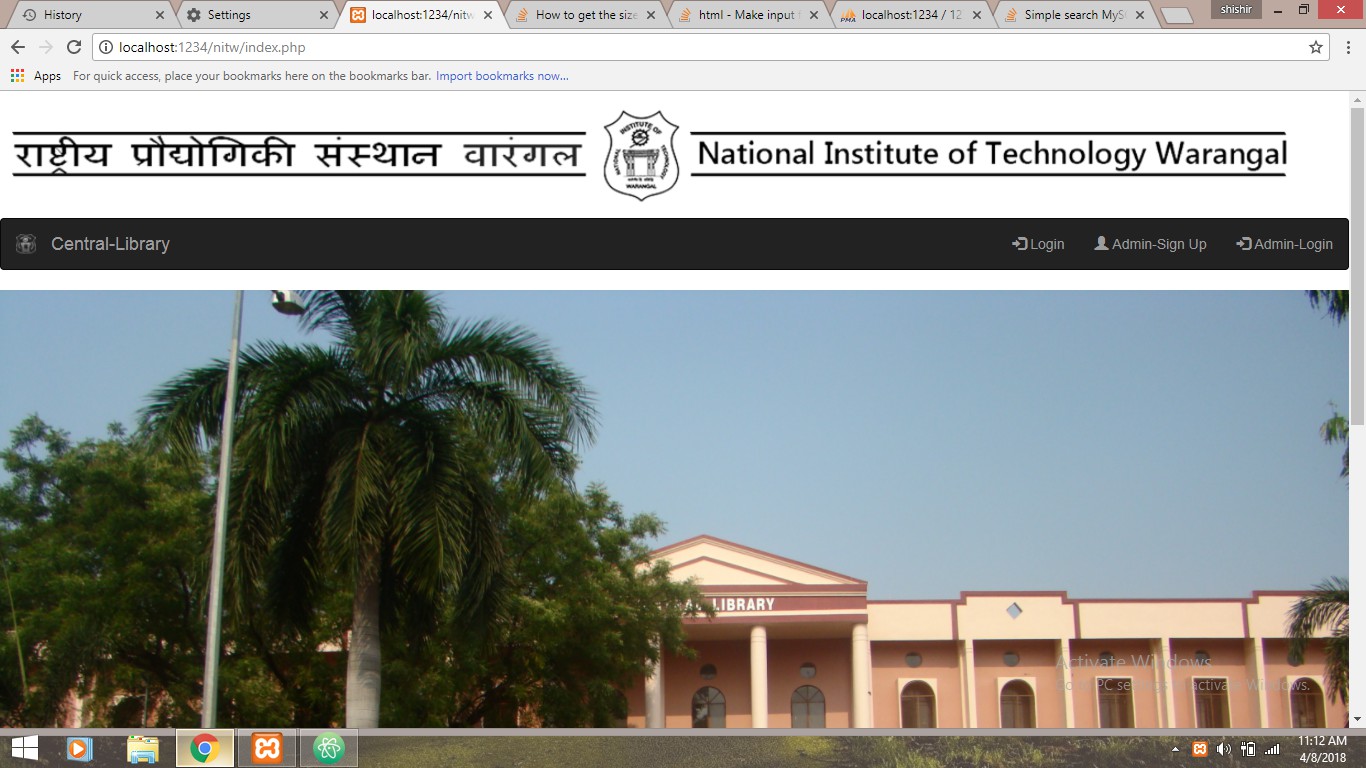 History
Settings
localhost:1234/nitw
How to get the size
html - Make input
localhost:1234 / 12
Simple search MyS
shishir
localhost:1234/nitw/index.php
Apps
For quick access, place your bookmarks here on the bookmarks bar. Import bookmarks now...
राष्ट्रीय प्रौद्योगिकी संस्थान वारंगल
INSTITUTE OF
WARANGAL
National Institute of Technology Warangal
Central-Library
Login
Admin-Sign Up
Admin-Login
LIBRARY
Activate Windows
Go to PC settings to activate Windows.
11:12 AM
4/8/2018